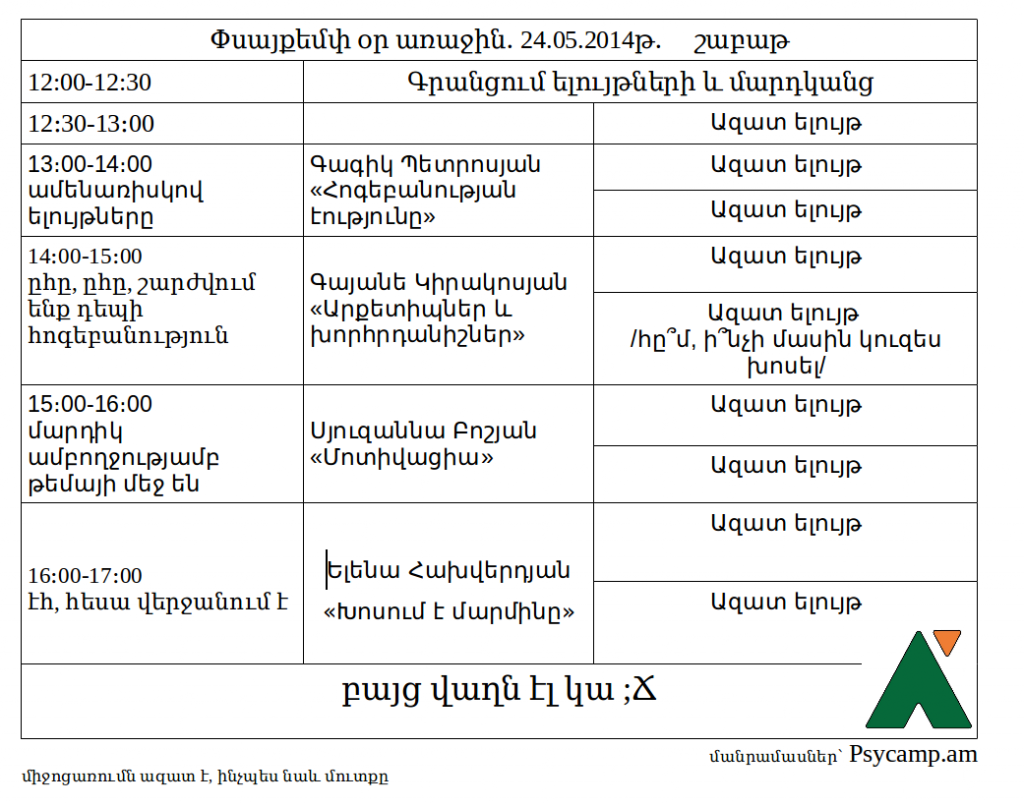 Փսայքեմփ օր առաջին. 24.05.2014թ. շաբաթ
12:00-12:30
Գրանցում ելույթների և մարդկանց
12:30-13:00
Ազատ ելույթ
13:00-14:00
ամենառիսկով
ելույթները
Գագիկ Պետրոսյան
«Հոգեբանության
էությունը»
Ազատ ելույթ
Ազատ ելույթ
14:00-15:00
ըհը, ըհը, շարժվում
ենք դեպի
հոգեբանություն
Գայանե Կիրակոսյան
«Արքետիպներ և
խորհրդանիշներ»
Ազատ ելույթ
Ազատ ելույթ
/հը՞մ, ի՞նչի մասին կուզես
խոսել/
15:00-16:00
մարդիկ
ամբողջությամբ
թեմայի մեջ են
Սյուզաննա Բոշյան
«Մոտիվացիա»
Ազատ ելույթ
Ազատ ելույթ
16:00-17:00
էհ, հեսա վերջանում է
Ելենա Հախվերդյան
«Խոսում է մարմինը»
Ազատ ելույթ
Ազատ ելույթ
բայց վաղն էլ կա ;Ճ
մանրամասներ՝ Psycamp.am
միջոցառումն ազատ է, ինչպես նաև մուտքը